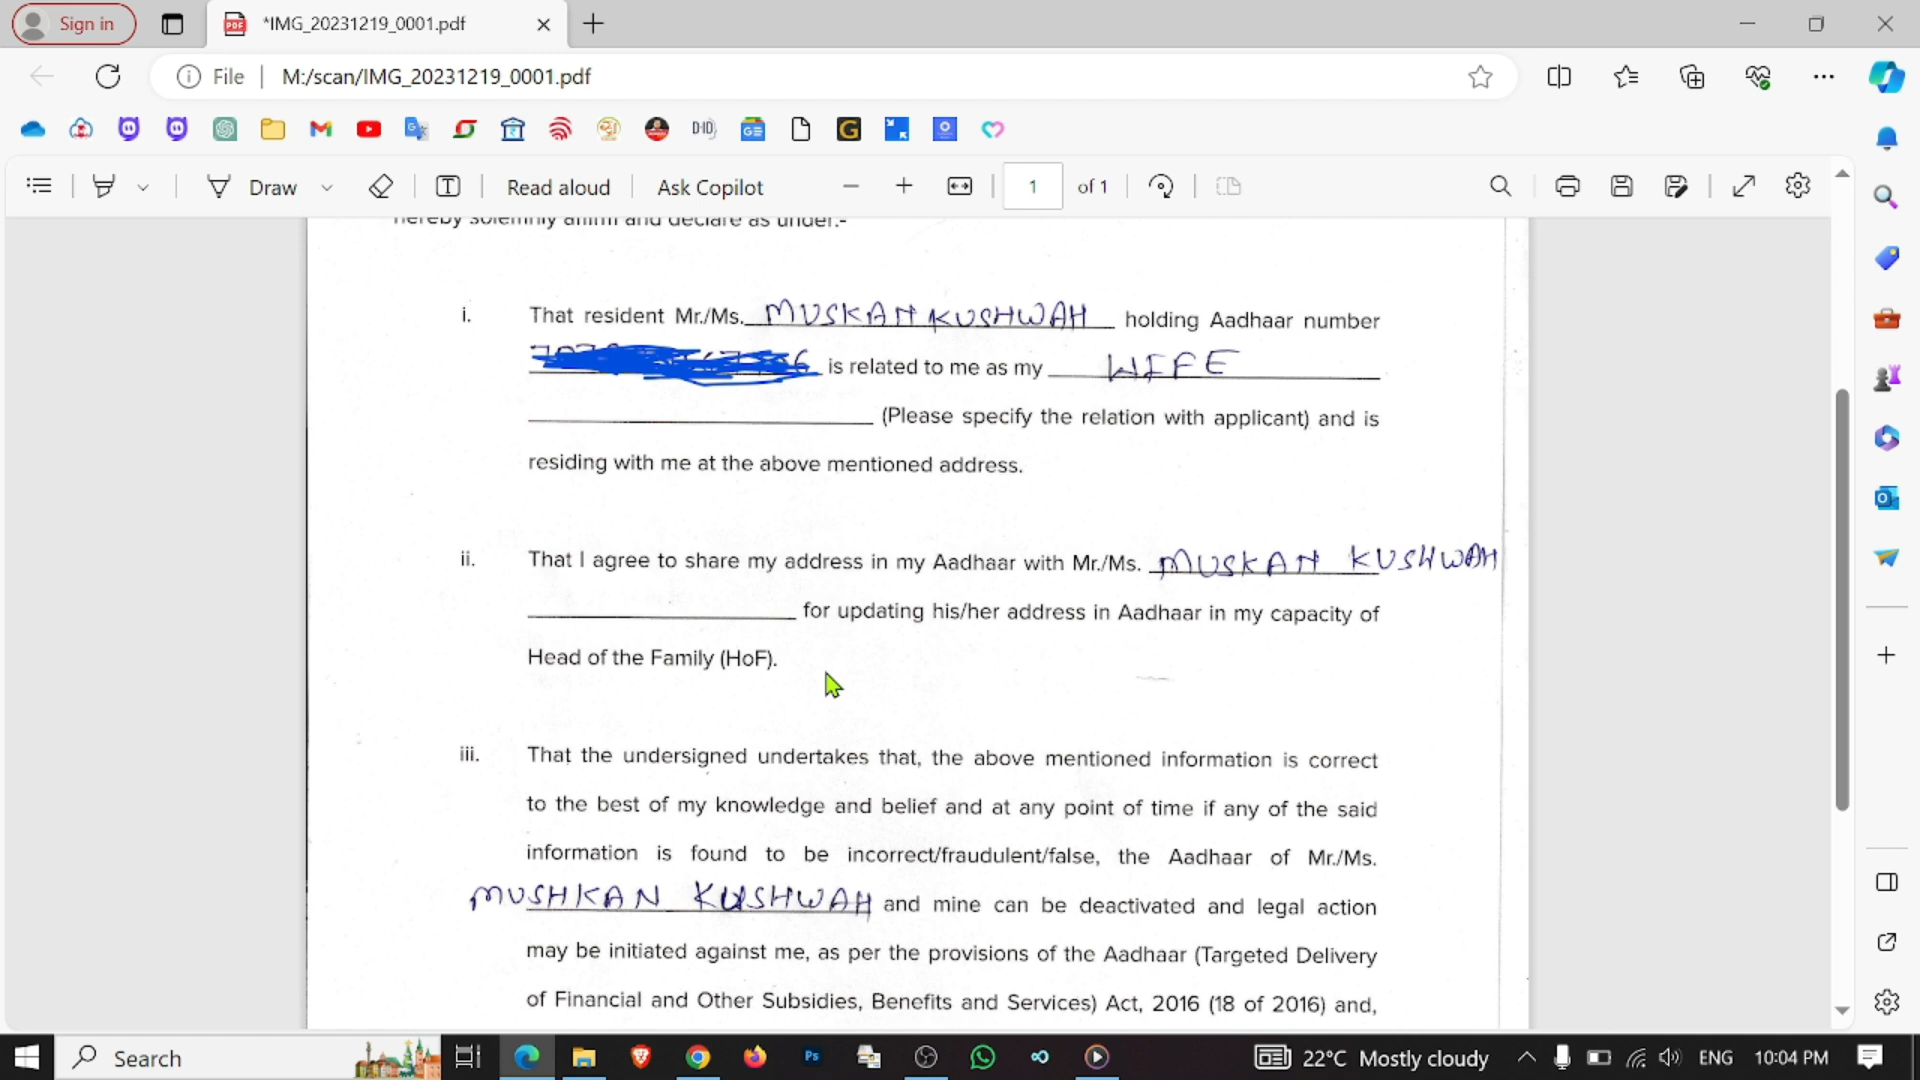 Sign in
*IMG_20231219_0001.pdf
File
M:/scan/IMG_20231219_0001.pdf
Draw
Read aloud
Ask Copilot
1
of 1
hereby solemnly affirm and declare as under:-
i. That resident Mr./Ms. MUSKAN KUSHWAH holding Aadhaar number
is related to me as my WIFE
(Please specify the relation with applicant) and is
residing with me at the above mentioned address.
ii. That I agree to share my address in my Aadhaar with Mr./Ms. MUSKAN KUSHWAH
for updating his/her address in Aadhaar in my capacity of
Head of the Family (HoF).
iii. That the undersigned undertakes that, the above mentioned information is correct
to the best of my knowledge and belief and at any point of time if any of the said
information is found to be incorrect/fraudulent/false, the Aadhaar of Mr./Ms.
MUSHKAN KUSHWAH and mine can be deactivated and legal action
may be initiated against me, as per the provisions of the Aadhaar (Targeted Delivery
of Financial and Other Subsidies, Benefits and Services) Act, 2016 (18 of 2016) and,
Search
22°C Mostly cloudy
ENG
10:04 PM